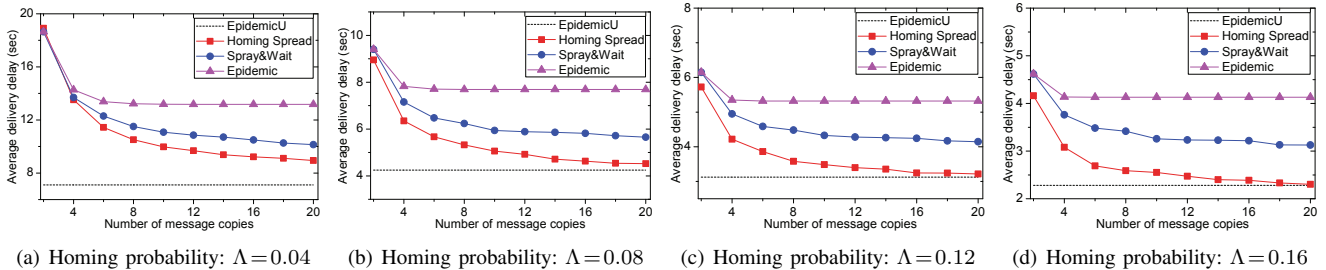 20
16
12
8
4
8
12
16
20
Average delivery delay (sec)
Number of message copies
EpidemicU
Homing Spread
Spray&Wait
Epidemic
10
8
6
4
4
8
12
16
20
Average delivery delay (sec)
Number of message copies
EpidemicU
Homing Spread
Spray&Wait
Epidemic
8
6
4
4
8
12
16
20
Average delivery delay (sec)
Number of message copies
EpidemicU
Homing Spread
Spray&Wait
Epidemic
6
5
4
3
2
4
8
12
16
20
Average delivery delay (sec)
Number of message copies
EpidemicU
Homing Spread
Spray&Wait
Epidemic
(a) Homing probability: Λ=0.04
(b) Homing probability: Λ=0.08
(c) Homing probability: Λ=0.12
(d) Homing probability: Λ=0.16